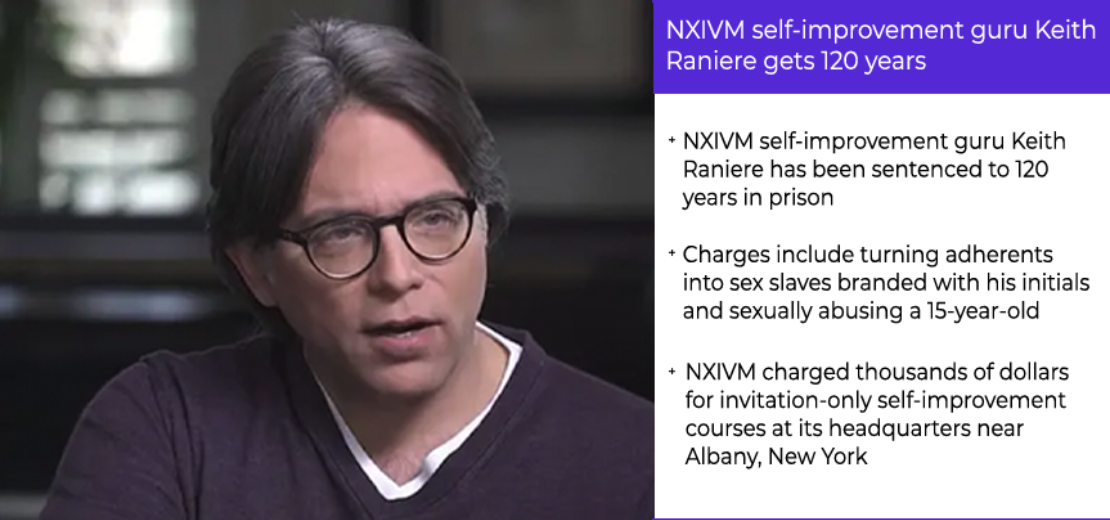 NXIVM self-improvement guru Keith
Raniere gets 120 years
+ NXIVM self-improvement guru Keith
Raniere has been sentenced to 120
years in prison
+ Charges include turning adherents
into sex slaves branded with his initials
and sexually abusing a 15-year-old
+ NXIVM charged thousands of dollars
for invitation-only self-improvement
courses at its headquarters near
Albany, New York